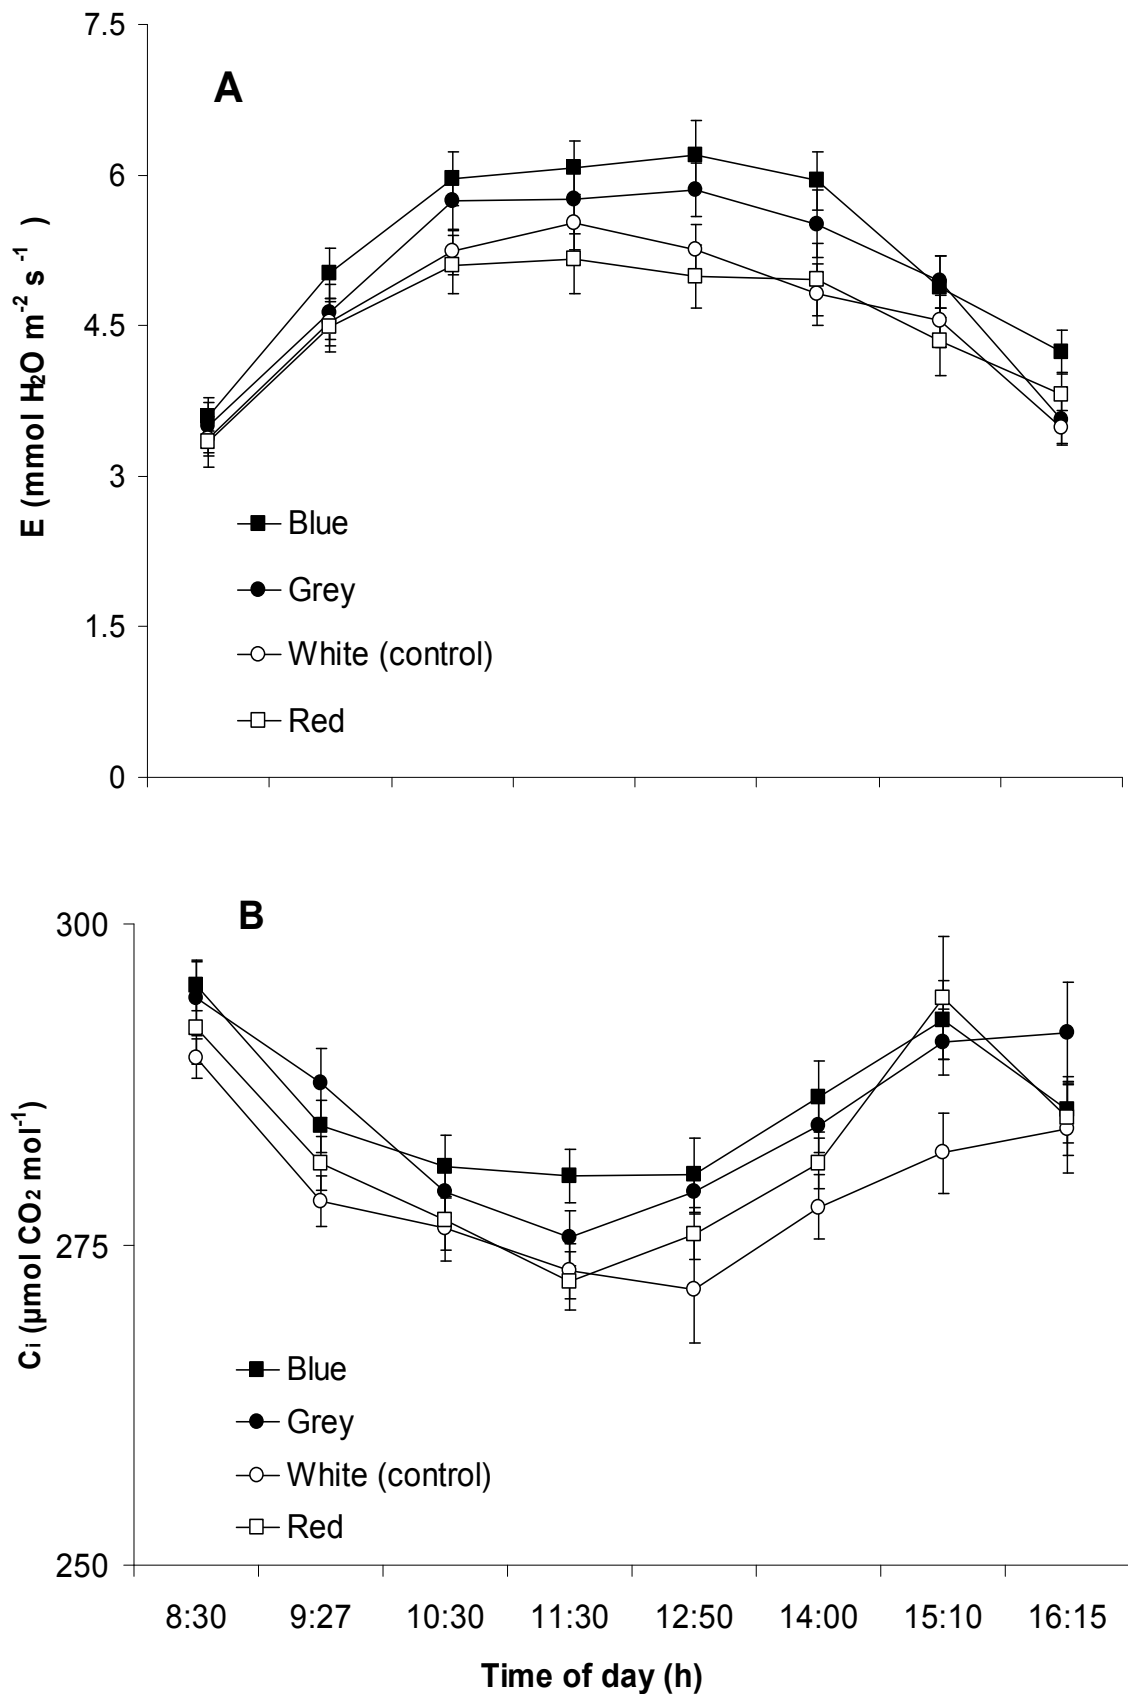 7.5
A
6
4.5
3
1.5
0
E (mmol H₂O m⁻² s⁻¹ )
Blue
Grey
White (control)
Red
B
300
275
250
Ci (µmol CO₂ mol⁻¹)
Blue
Grey
White (control)
Red
8:30 9:27 10:30 11:30 12:50 14:00 15:10 16:15
Time of day (h)